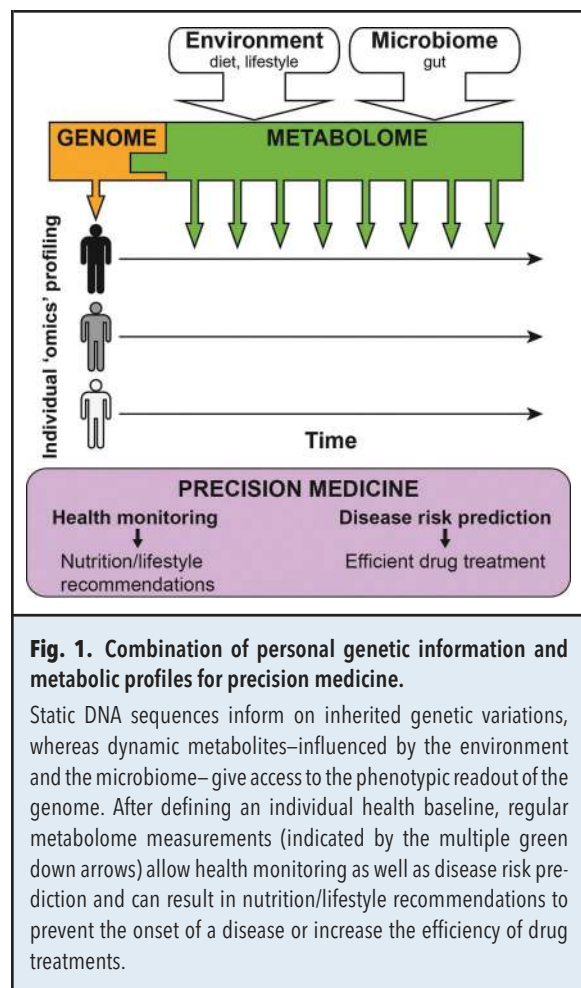 Environment
diet, lifestyle
Microbiome
gut
GENOME
METABOLOME
Individual 'omics' profiling
Time
PRECISION MEDICINE
Health monitoring
Nutrition/lifestyle
recommendations
Disease risk prediction
Efficient drug treatment
Fig. 1. Combination of personal genetic information and
metabolic profiles for precision medicine.
Static DNA sequences inform on inherited genetic variations,
whereas dynamic metabolites—influenced by the environment
and the microbiome— give access to the phenotypic readout of the
genome. After defining an individual health baseline, regular
metabolome measurements (indicated by the multiple green
down arrows) allow health monitoring as well as disease risk pre-
diction and can result in nutrition/lifestyle recommendations to
prevent the onset of a disease or increase the efficiency of drug
treatments.